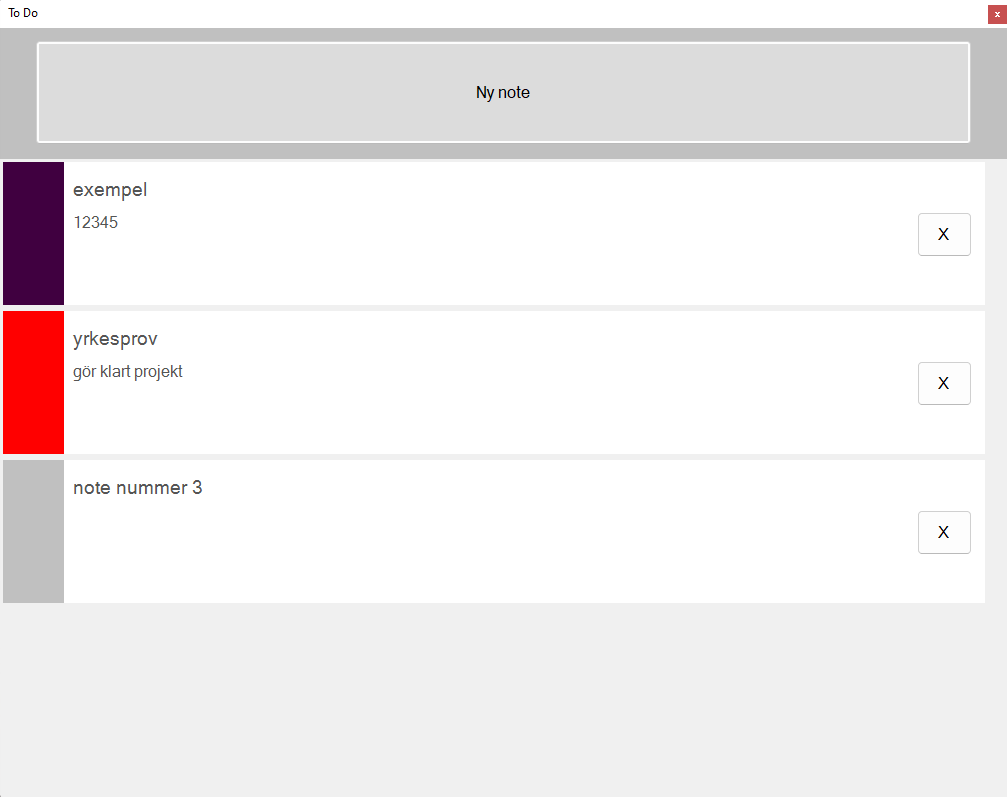 To Do
x
Ny note
exempel
12345
X
yrkesprov
gör klart projekt
X
note nummer 3
X